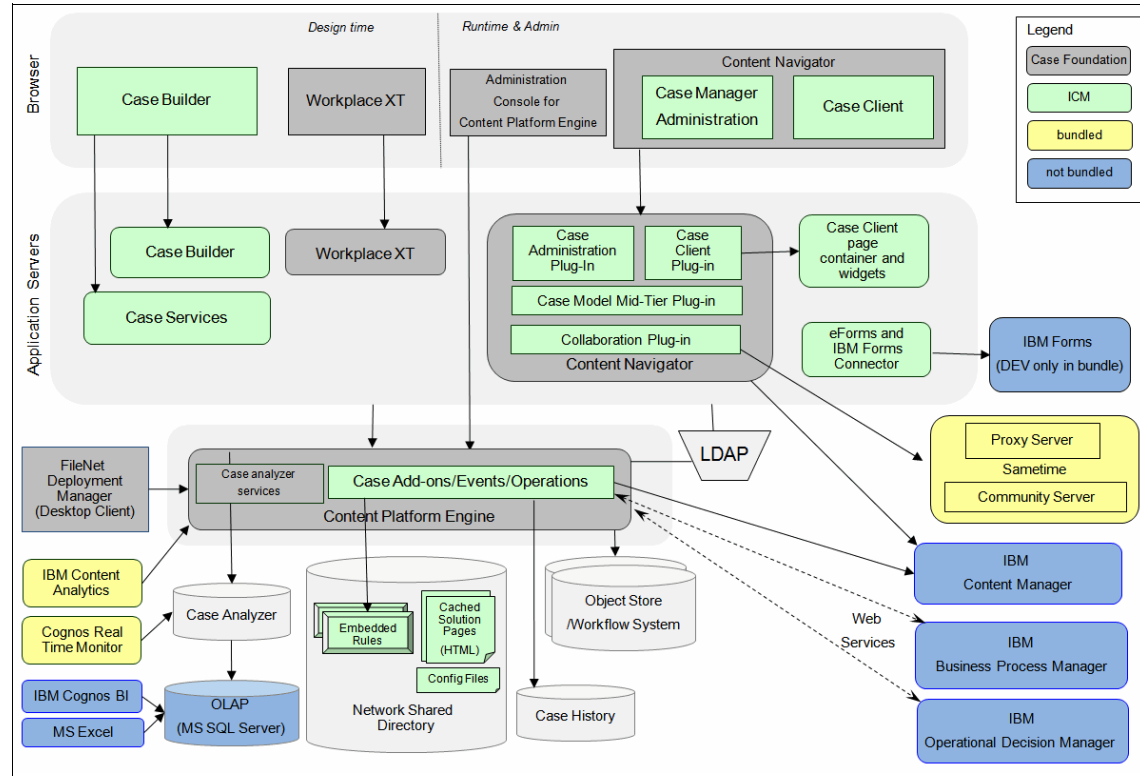 Design time
Runtime & Admin
Browser
Case Builder
Workplace XT
Administration
Console for
Content Platform Engine
Content Navigator
Case Manager
Administration
Case Client
Legend
Case Foundation
ICM
bundled
not bundled
Application Servers
Case Builder
Case Services
Workplace XT
Case
Administration
Plug-In
Case
Client
Plug-in
Case Model Mid-Tier Plug-in
Collaboration Plug-in
Content Navigator
Case Client
page
container and
widgets
eForms and
IBM Forms
Connector
IBM Forms
(DEV only in bundle)
Proxy Server
Sametime
Community Server
LDAP
FileNet
Deployment
Manager
(Desktop Client)
Case analyzer
services
Case Add-ons/Events/Operations
Content Platform Engine
IBM Content
Analytics
Cognos Real
Time Monitor
IBM Cognos BI
MS Excel
Case Analyzer
OLAP
(MS SQL Server)
Embedded
Rules
Cached
Solution
Pages
(HTML)
Config Files
Network Shared
Directory
Case History
Object Store
/Workflow System
Web
Services
IBM
Content Manager
IBM
Business Process Manager
IBM
Operational Decision Manager